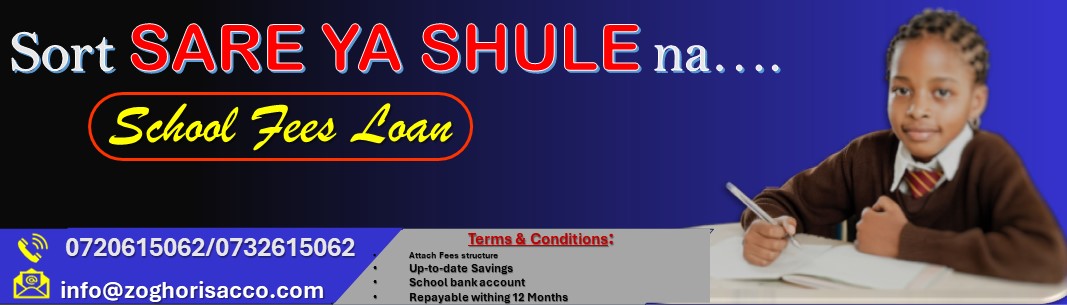 Sort SARE YA SHULE na….
School Fees Loan
0720615062/0732615062
info@zoghorisacco.com
Terms & Conditions:
• Attach Fees structure
• Up-to-date Savings
• School bank account
• Repayable withing 12 Months